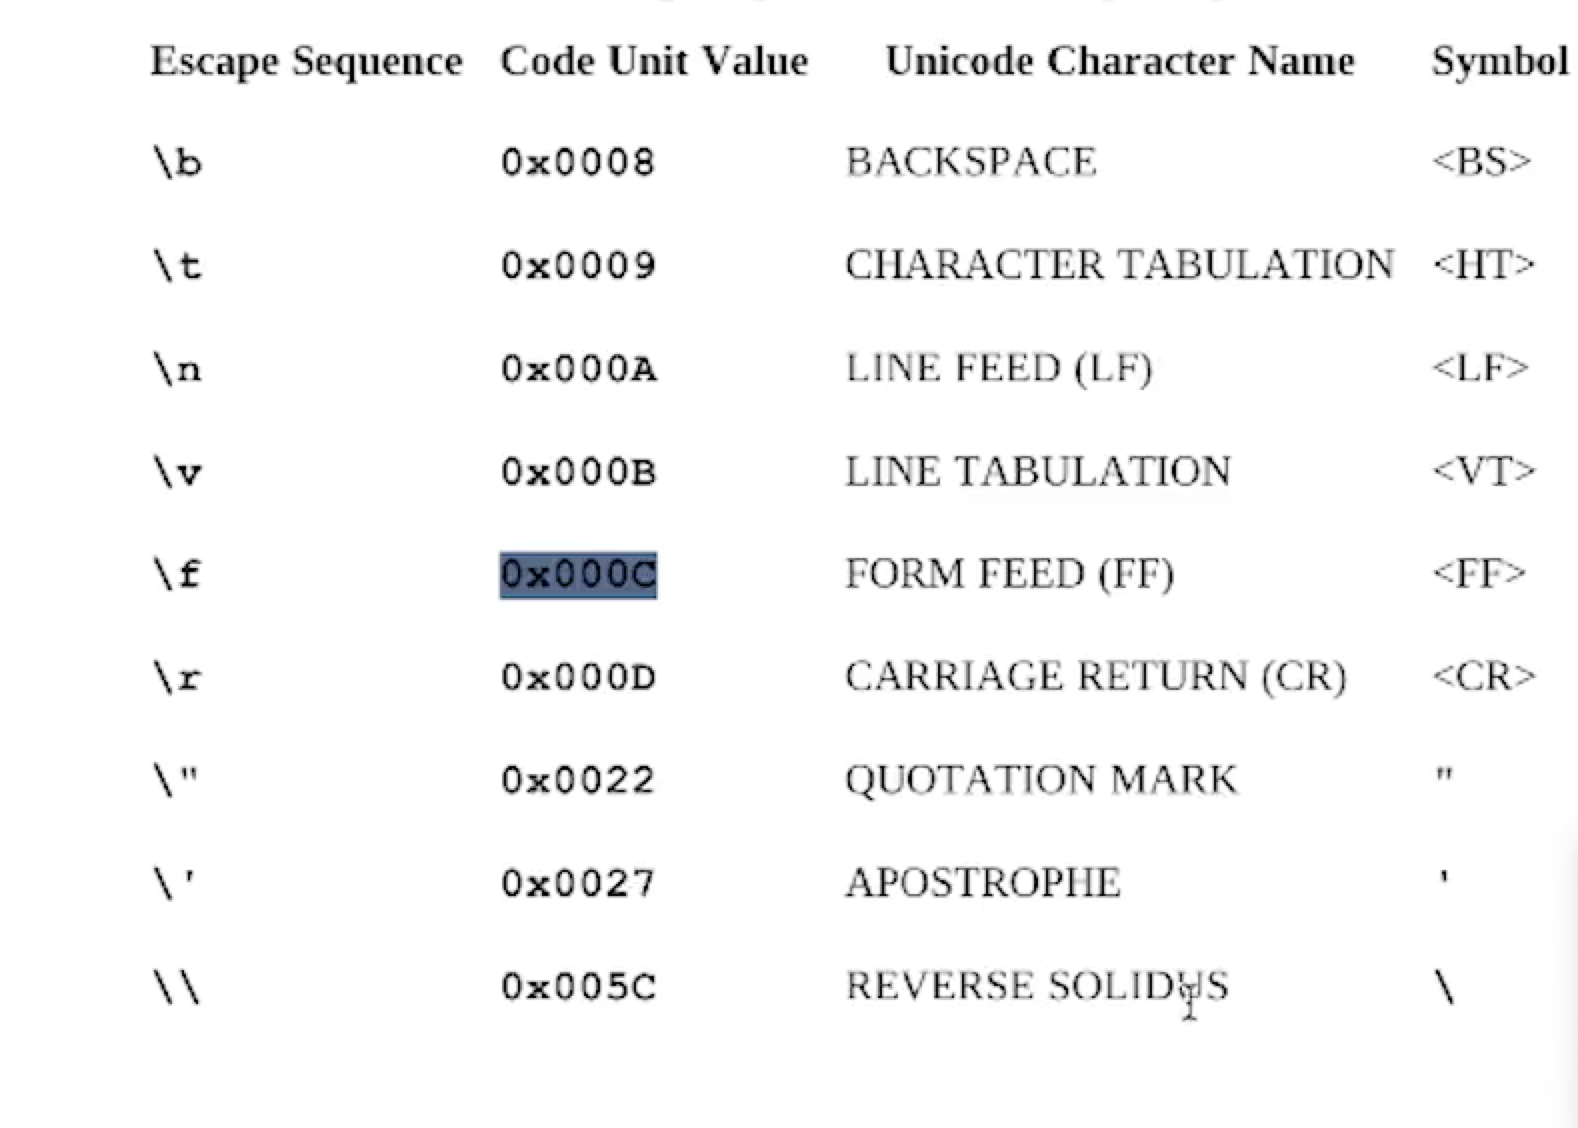 Escape Sequence Code Unit Value Unicode Character Name Symbol
\b 0x0008 BACKSPACE <BS>
\t 0x0009 CHARACTER TABULATION <HT>
\n 0x000A LINE FEED (LF) <LF>
\v 0x000B LINE TABULATION <VT>
\f 0x000C FORM FEED (FF) <FF>
\r 0x000D CARRIAGE RETURN (CR) <CR>
\" 0x0022 QUOTATION MARK "
\' 0x0027 APOSTROPHE '
\\ 0x005C REVERSE SOLIDUS \